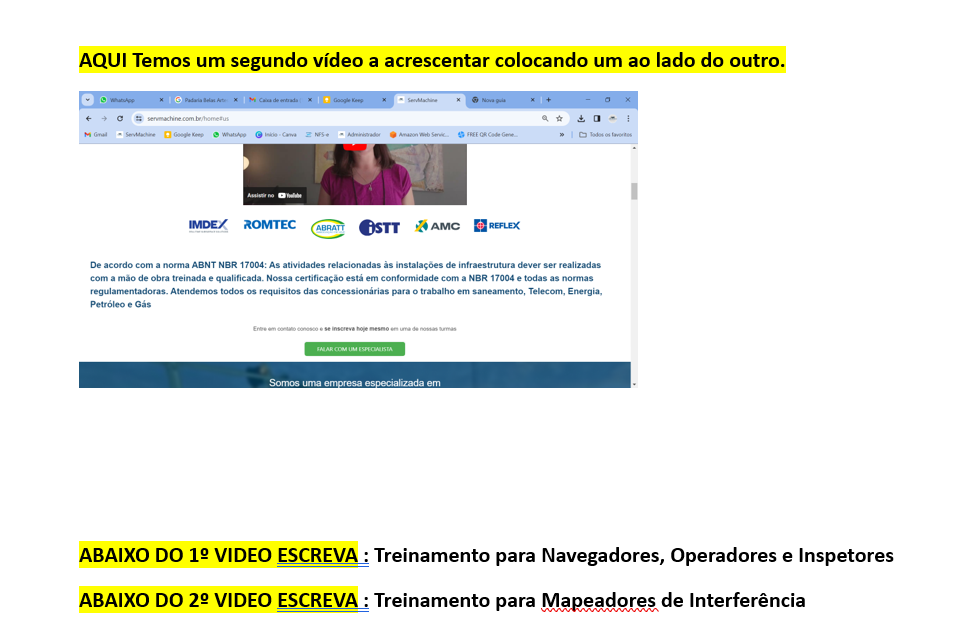 AQUI Temos um segundo vídeo a acrescentar colocando um ao lado do outro.
WhatsApp Padaria Belas Artes Caixa de entrada Google Keep ServMachine Nova guia
servmachine.com.br/home#us
Gmail ServMachine Google Keep WhatsApp Início - Canva NFS-e Administrador Amazon Web Servic... FREE QR Code Gene... » Todos os favoritos
Assistir no YouTube
IMDEX ROMTEC ABRATT iSTT AMC REFLEX
De acordo com a norma ABNT NBR 17004: As atividades relacionadas às instalações de infraestrutura dever ser realizadas
com a mão de obra treinada e qualificada. Nossa certificação está em conformidade com a NBR 17004 e todas as normas
regulamentadoras. Atendemos todos os requisitos das concessionárias para o trabalho em saneamento, Telecom, Energia,
Petróleo e Gás
Entre em contato conosco e se inscreva hoje mesmo em uma de nossas turmas
FALAR COM UM ESPECIALISTA
Somos uma empresa especializada em
ABAIXO DO 1º VIDEO ESCREVA : Treinamento para Navegadores, Operadores e Inspetores
ABAIXO DO 2º VIDEO ESCREVA : Treinamento para Mapeadores de Interferência